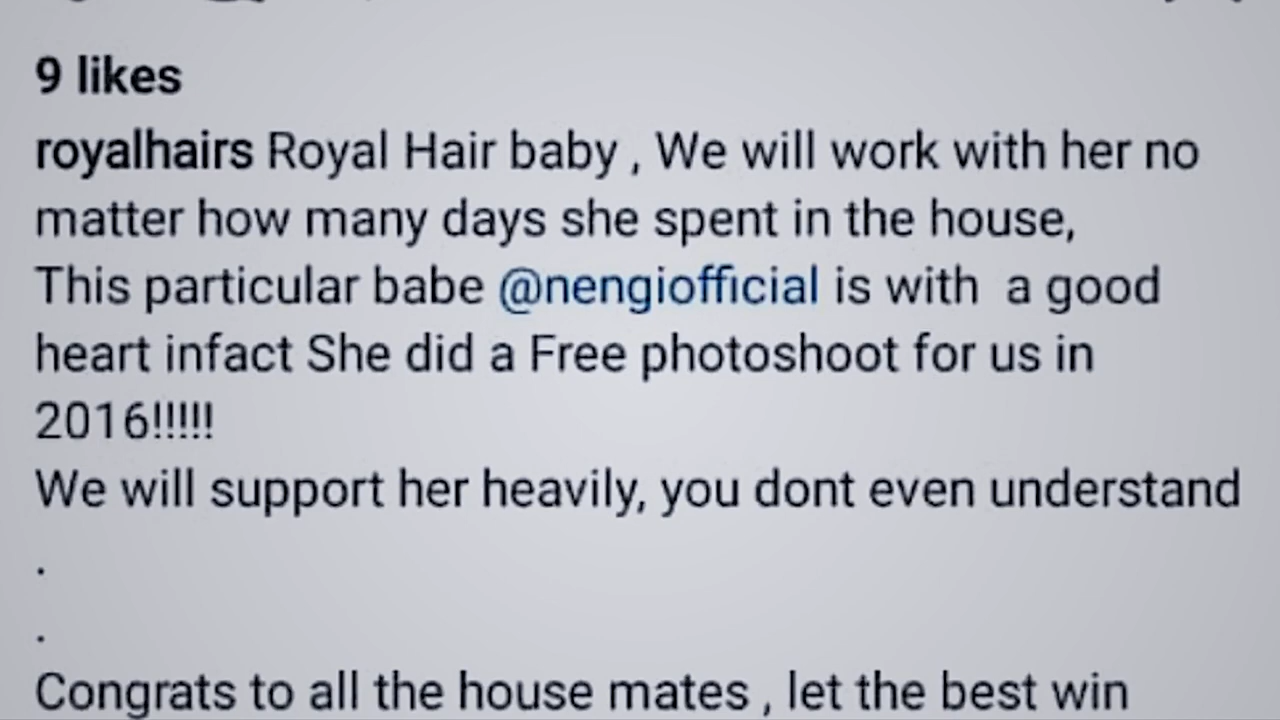 9 likes
royalhairs Royal Hair baby , We will work with her no
matter how many days she spent in the house,
This particular babe @nengiofficial is with a good
heart infact She did a Free photoshoot for us in
2016!!!!!
We will support her heavily, you dont even understand
.
.
Congrats to all the house mates , let the best win